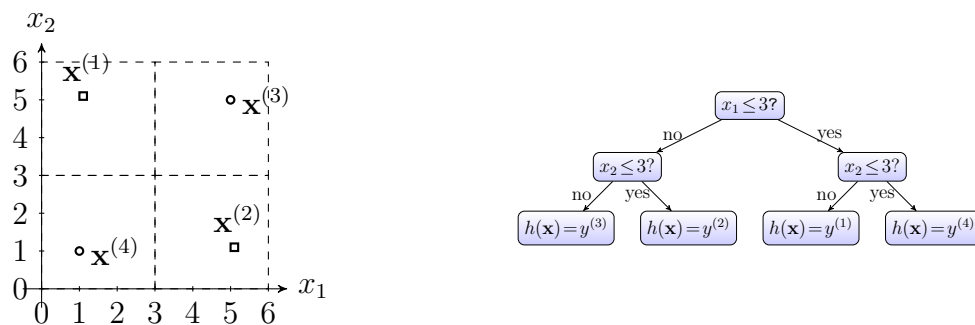 x₂
6
x⁽¹⁾
5
x⁽³⁾
4
3
2
x⁽²⁾
1
x⁽⁴⁾
0
x₁
0 1 2 3 4 5 6
x₁ ≤ 3?
no yes
x₂ ≤ 3? x₂ ≤ 3?
no yes no yes
h(x) = y⁽³⁾ h(x) = y⁽²⁾ h(x) = y⁽¹⁾ h(x) = y⁽⁴⁾